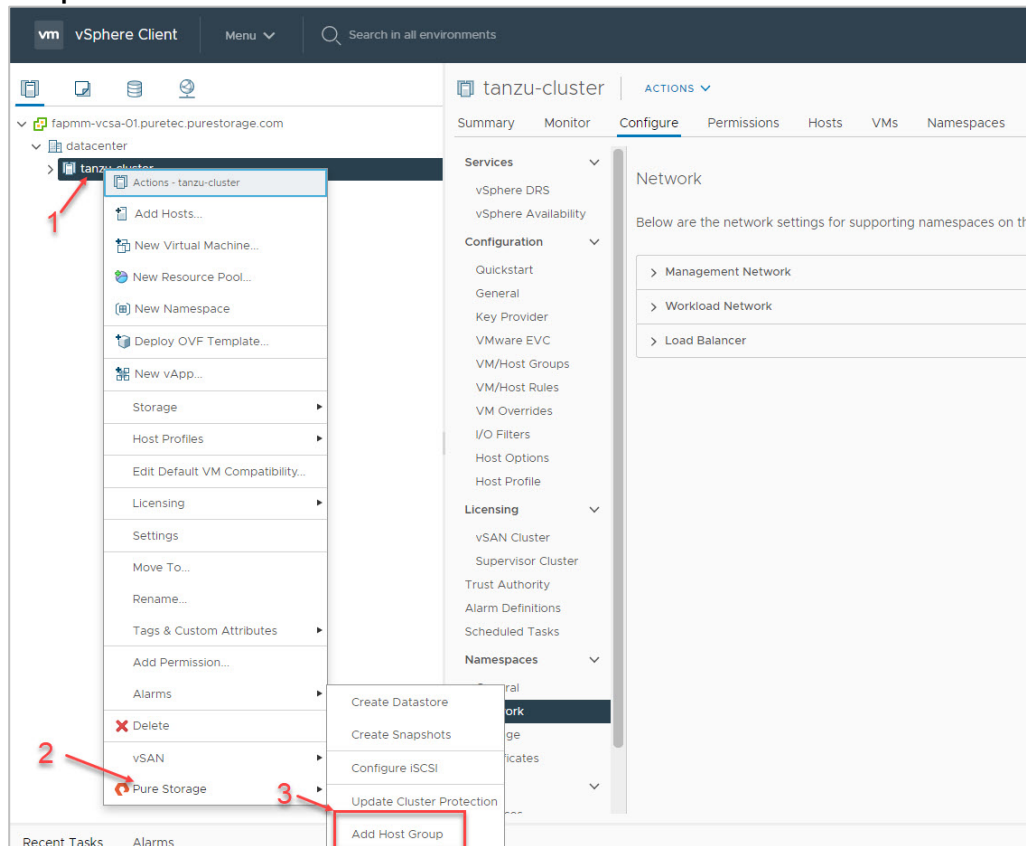 vm vSphere Client Menu Search in all environments
fapmm-vcsa-01.puretec.purestorage.com
datacenter
tanzu-cluster
1
Actions - tanzu-cluster
Add Hosts...
New Virtual Machine...
New Resource Pool...
New Namespace
Deploy OVF Template...
New vApp...
Storage
Host Profiles
Edit Default VM Compatibility...
Licensing
Settings
Move To...
Rename...
Tags & Custom Attributes
Add Permission...
Alarms
Delete
vSAN
2
Pure Storage
3
Create Datastore
Create Snapshots
Configure iSCSI
Update Cluster Protection
Add Host Group
tanzu-cluster ACTIONS
Summary Monitor Configure Permissions Hosts VMs Namespaces
Services
vSphere DRS
vSphere Availability
Configuration
Quickstart
General
Key Provider
VMware EVC
VM/Host Groups
VM/Host Rules
VM Overrides
I/O Filters
Host Options
Host Profile
Licensing
vSAN Cluster
Supervisor Cluster
Trust Authority
Alarm Definitions
Scheduled Tasks
Namespaces
ral
ork
ge
ficates
Network
Below are the network settings for supporting namespaces on th
Management Network
Workload Network
Load Balancer
Recent Tasks Alarms